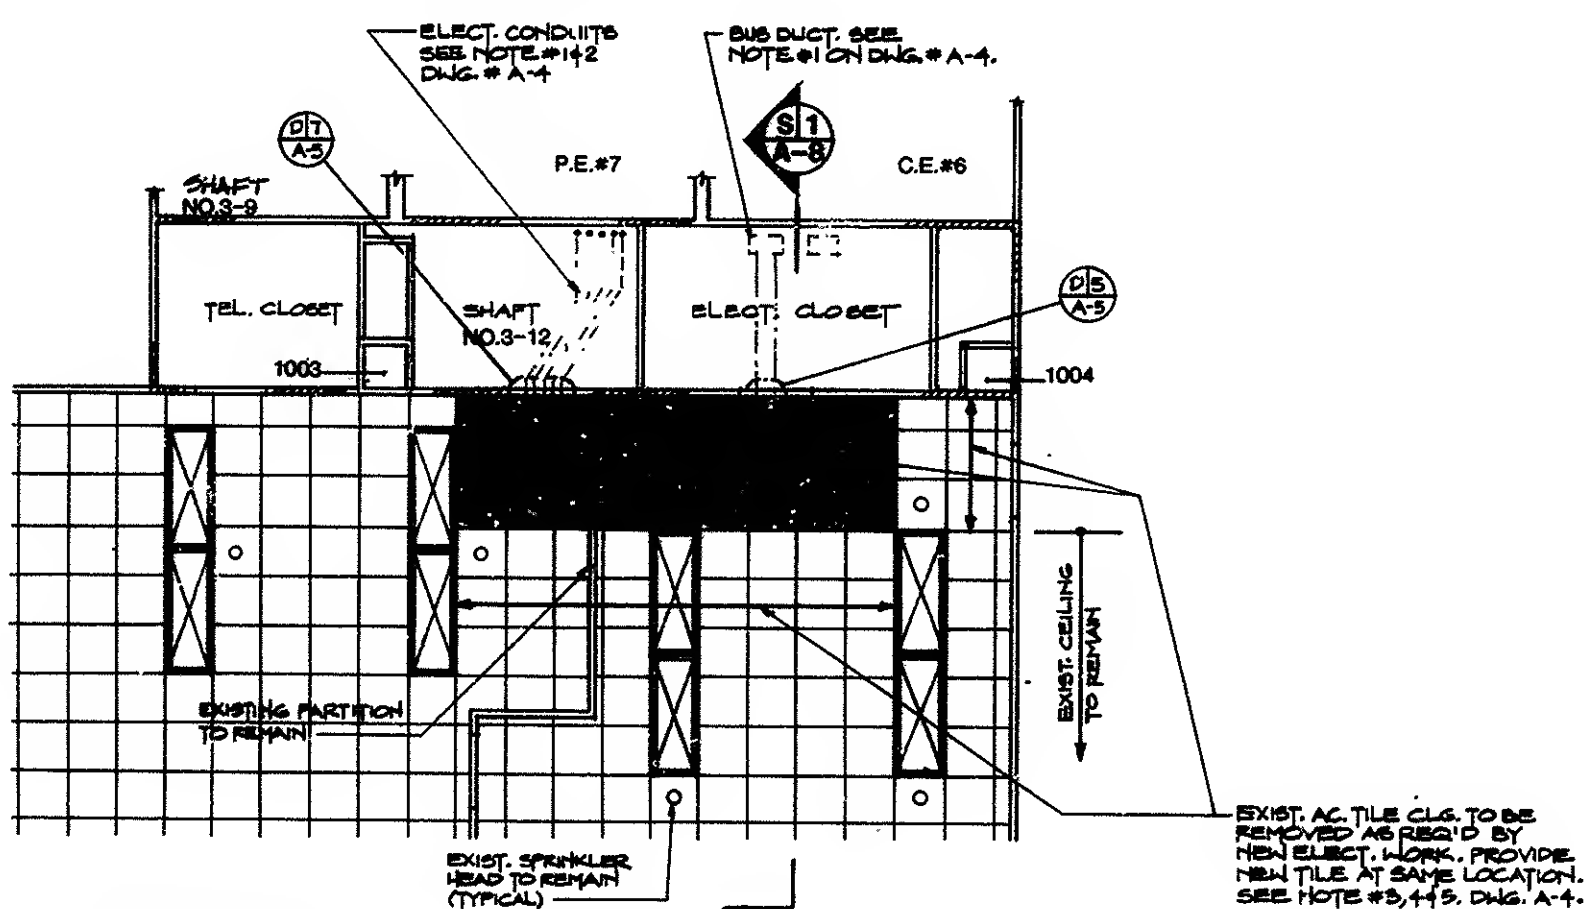 ELECT. CONDUITS
SEE NOTE #1&2
DWG. # A-4
BUS DUCT. SEE
NOTE #1 ON DWG. # A-4.
D 7
A-5
S 1
A-8
P.E.#7
C.E.#6
SHAFT
NO.3-9
TEL. CLOSET
SHAFT
NO.3-12
ELECT. CLOSET
D 5
A-5
1003
1004
EXIST. CEILING
TO REMAIN
EXISTING PARTITION
TO REMAIN
EXIST. SPRINKLER
HEAD TO REMAIN
(TYPICAL)
EXIST. AC. TILE CLG. TO BE
REMOVED AS REQ'D BY
NEW ELECT. WORK. PROVIDE
NEW TILE AT SAME LOCATION.
SEE NOTE #3,4&5. DWG. A-4.